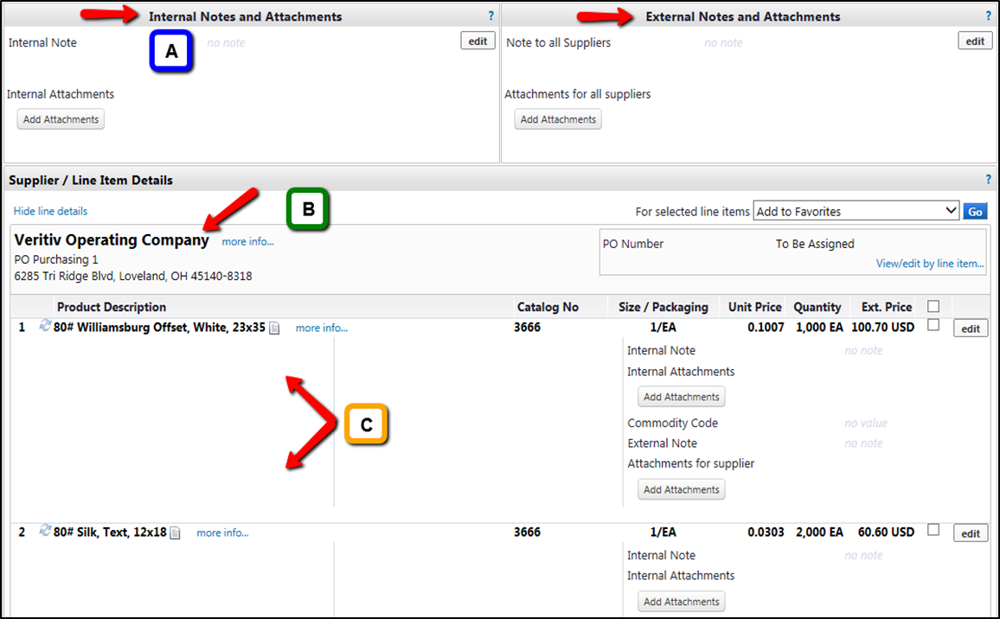 Internal Notes and Attachments ?
Internal Note no note edit
A
Internal Attachments
Add Attachments
External Notes and Attachments ?
Note to all Suppliers no note edit
Attachments for all suppliers
Add Attachments
Supplier / Line Item Details ?
B
Hide line details
For selected line items Add to Favorites Go
Veritiv Operating Company more info...
PO Purchasing 1
6285 Tri Ridge Blvd, Loveland, OH 45140-8318
PO Number To Be Assigned
View/edit by line item...
Product Description Catalog No Size / Packaging Unit Price Quantity Ext. Price
1 80# Williamsburg Offset, White, 23x35 more info... 3666 1/EA 0.1007 1,000 EA 100.70 USD edit
Internal Note no note
Internal Attachments
Add Attachments
C
Commodity Code no value
External Note no note
Attachments for supplier
Add Attachments
2 80# Silk, Text, 12x18 more info... 3666 1/EA 0.0303 2,000 EA 60.60 USD edit
Internal Note no note
Internal Attachments
Add Attachments